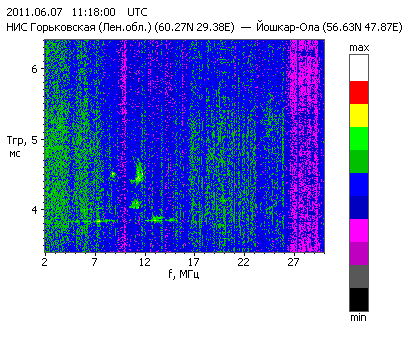 2011.06.07 11:18:00 UTC
НИС Горьковская (Лен.обл.) (60.27N 29.38E) — Йошкар-Ола (56.63N 47.87E)
max
6
5
Тгр,
мс
4
2 7 12 17 22 27
f, МГц
min